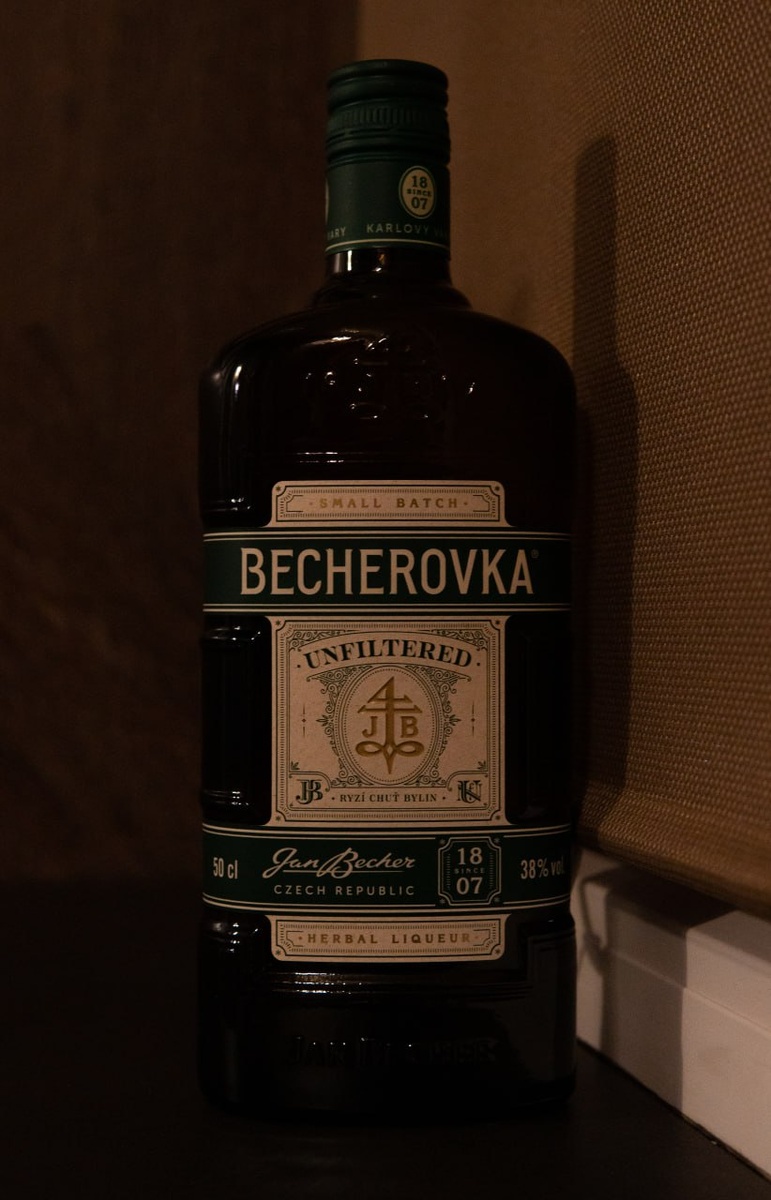 18
SINCE
07
KARLOVY
SMALL BATCH
BECHEROVKA®
UNFILTERED
J B
JB · RYZÍ CHUŤ BYLIN ·
50 cl
Jan Becher
CZECH REPUBLIC
18
SINCE
07
38% vol.
· HERBAL LIQUEUR ·